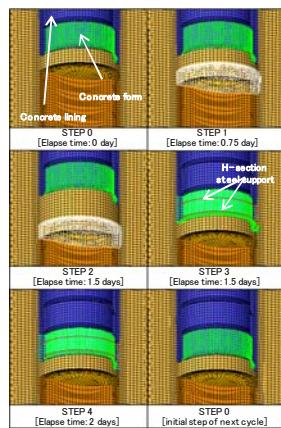 Concrete form
Concrete lining
STEP 0
[Elapse time: 0 day]
STEP 1
[Elapse time: 0.75 day]
H-section
steel support
STEP 2
[Elapse time: 1.5 days]
STEP 3
[Elapse time: 1.5 days]
STEP 4
[Elapse time: 2 days]
STEP 0
[initial step of next cycle]